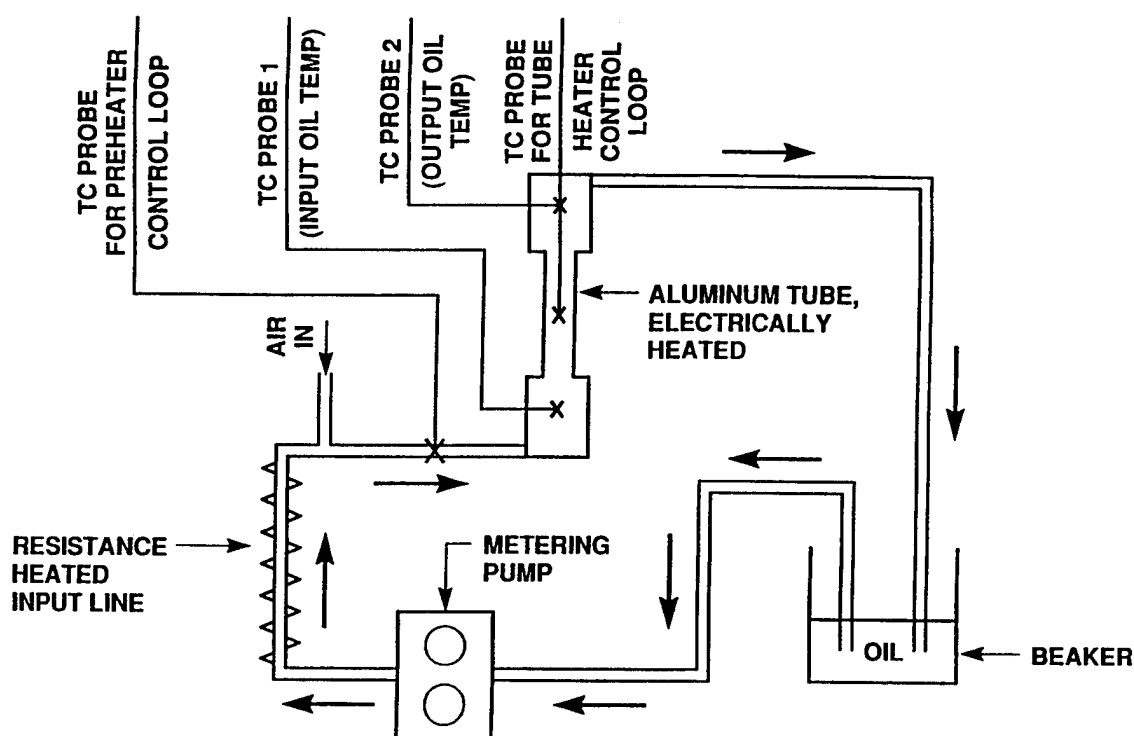 TC PROBE
FOR PREHEATER
CONTROL LOOP
TC PROBE 1
(INPUT OIL TEMP)
TC PROBE 2
(OUTPUT OIL
TEMP)
TC PROBE
FOR TUBE
HEATER
CONTROL
LOOP
AIR
IN
ALUMINUM TUBE,
ELECTRICALLY
HEATED
RESISTANCE
HEATED
INPUT LINE
METERING
PUMP
OIL
BEAKER